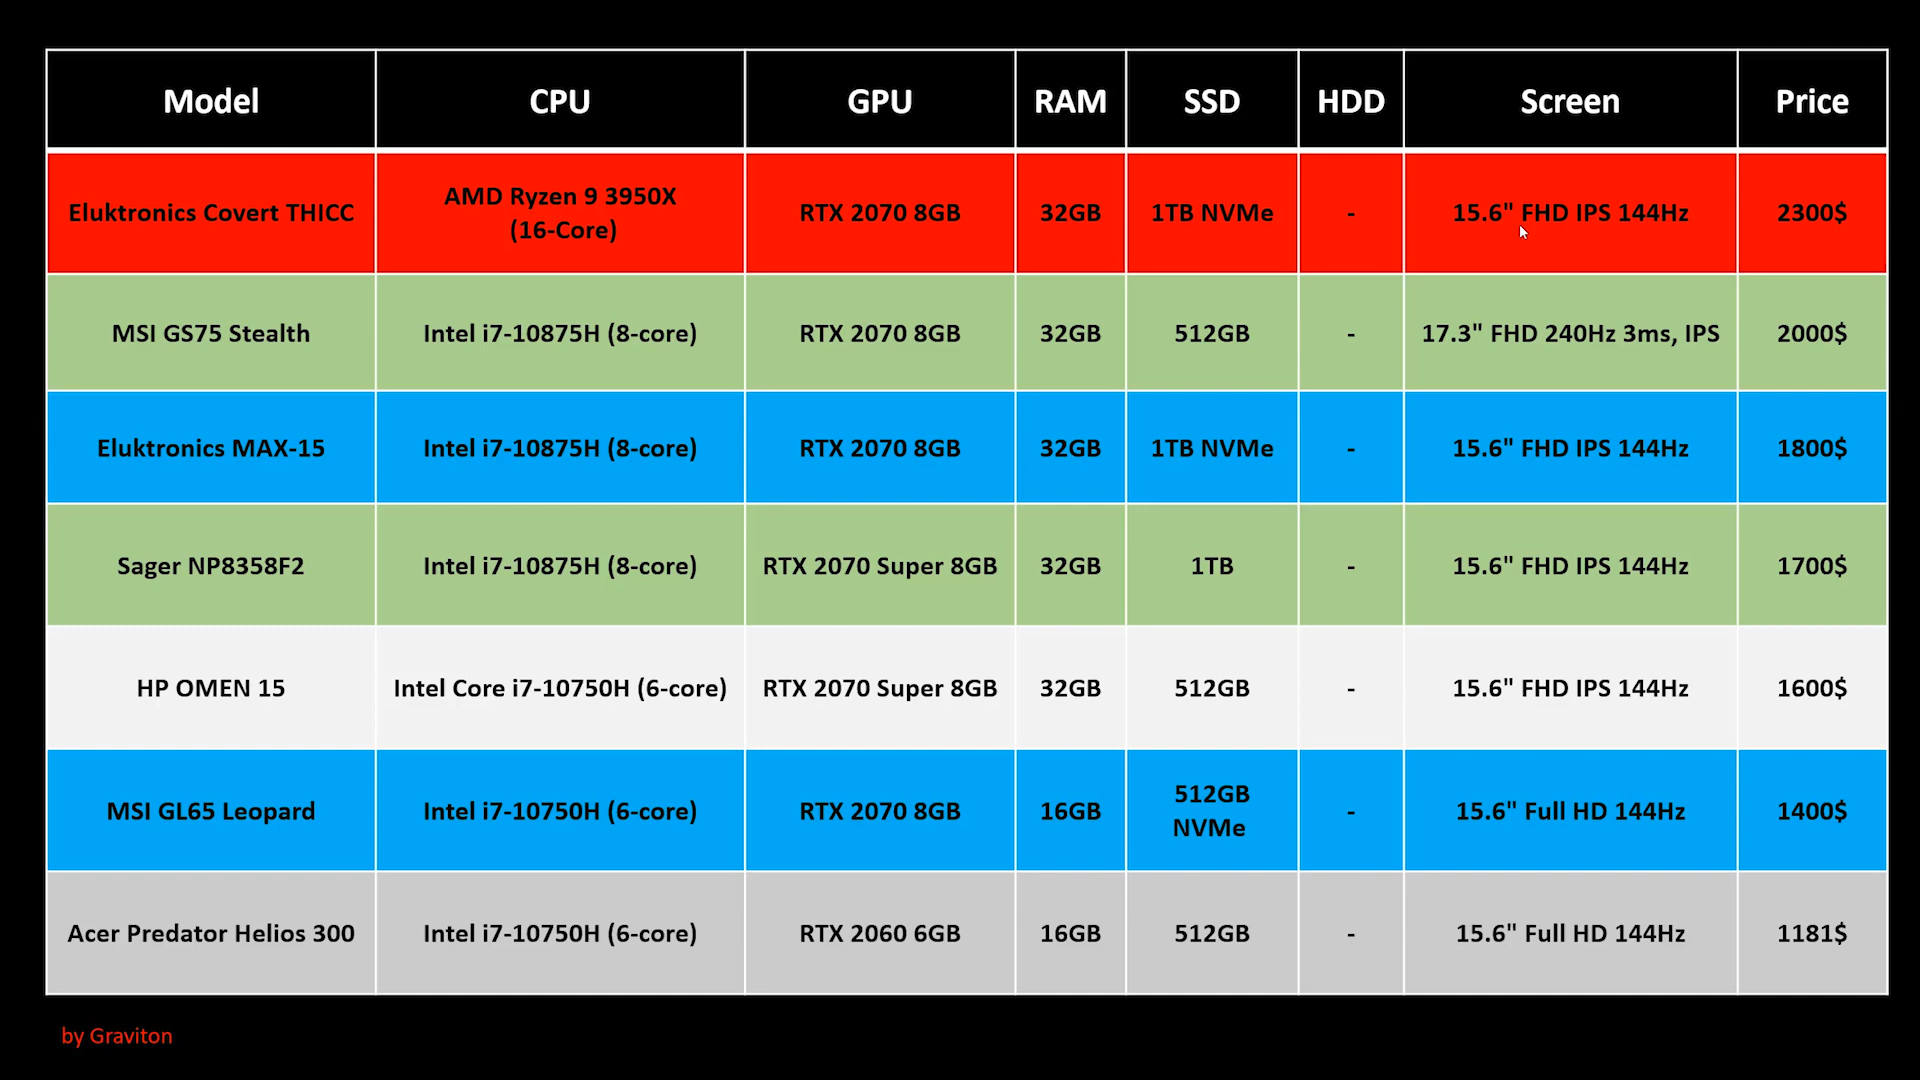 Model CPU GPU RAM SSD HDD Screen Price
Eluktronics Covert THICC AMD Ryzen 9 3950X (16-Core) RTX 2070 8GB 32GB 1TB NVMe - 15.6" FHD IPS 144Hz 2300$
MSI GS75 Stealth Intel i7-10875H (8-core) RTX 2070 8GB 32GB 512GB - 17.3" FHD 240Hz 3ms, IPS 2000$
Eluktronics MAX-15 Intel i7-10875H (8-core) RTX 2070 8GB 32GB 1TB NVMe - 15.6" FHD IPS 144Hz 1800$
Sager NP8358F2 Intel i7-10875H (8-core) RTX 2070 Super 8GB 32GB 1TB - 15.6" FHD IPS 144Hz 1700$
HP OMEN 15 Intel Core i7-10750H (6-core) RTX 2070 Super 8GB 32GB 512GB - 15.6" FHD IPS 144Hz 1600$
MSI GL65 Leopard Intel i7-10750H (6-core) RTX 2070 8GB 16GB 512GB NVMe - 15.6" Full HD 144Hz 1400$
Acer Predator Helios 300 Intel i7-10750H (6-core) RTX 2060 6GB 16GB 512GB - 15.6" Full HD 144Hz 1181$
by Graviton